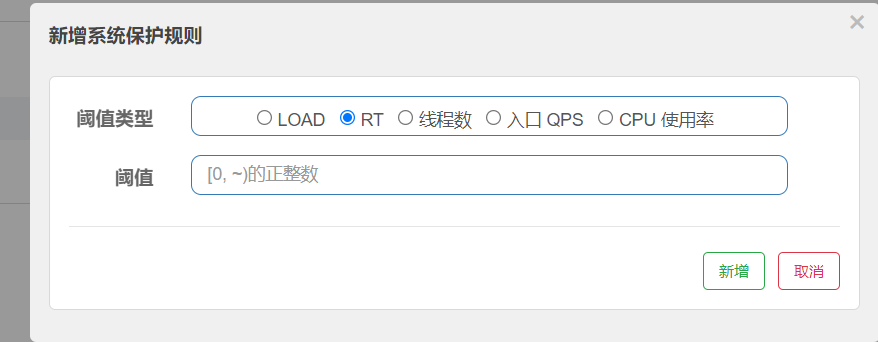 新增系统保护规则
×
阈值类型 LOAD RT 线程数 入口 QPS CPU 使用率
阈值 [0, ~)的正整数
新增 取消